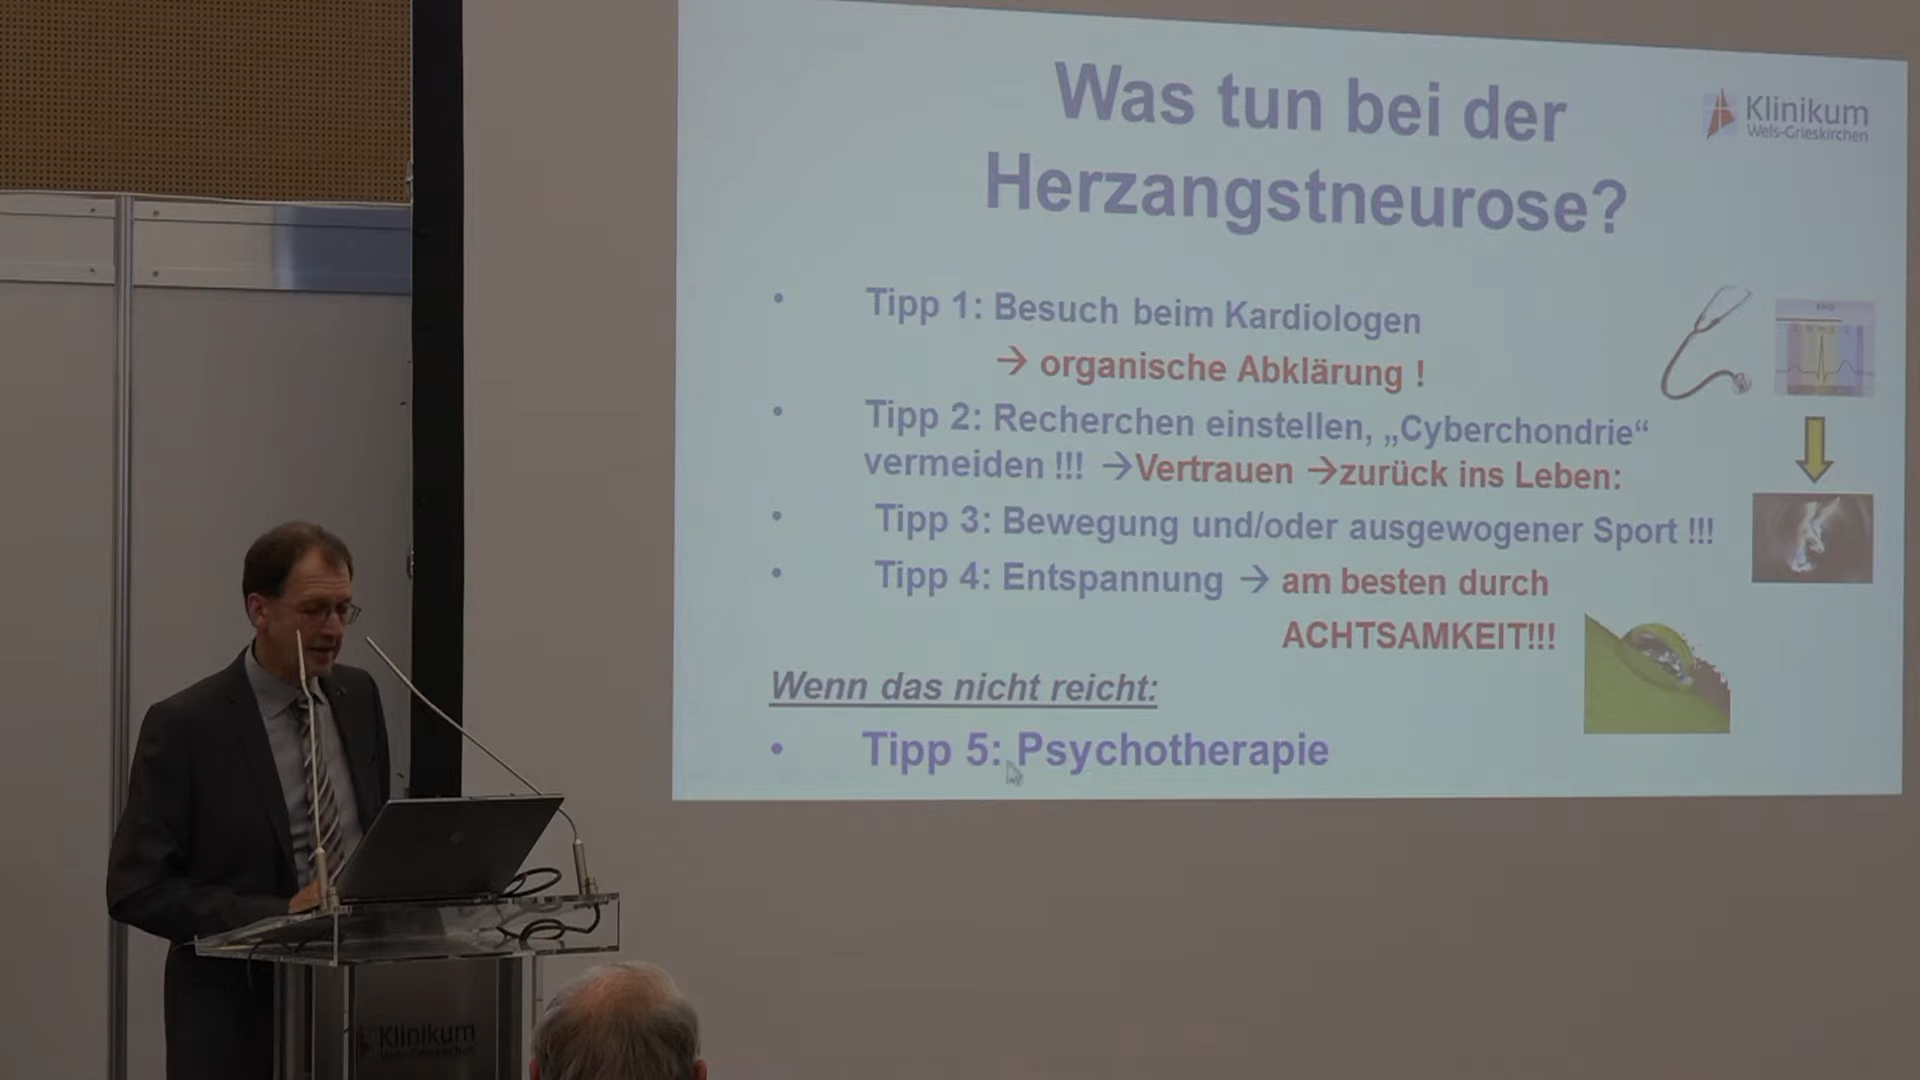 Was tun bei der
Herzangstneurose?
Klinikum
Wels-Grieskirchen
• Tipp 1: Besuch beim Kardiologen
→ organische Abklärung !
• Tipp 2: Recherchen einstellen, „Cyberchondrie“
vermeiden !!! →Vertrauen →zurück ins Leben:
• Tipp 3: Bewegung und/oder ausgewogener Sport !!!
• Tipp 4: Entspannung → am besten durch
ACHTSAMKEIT!!!
Wenn das nicht reicht:
• Tipp 5: Psychotherapie
Klinikum
Wels-Grieskirchen